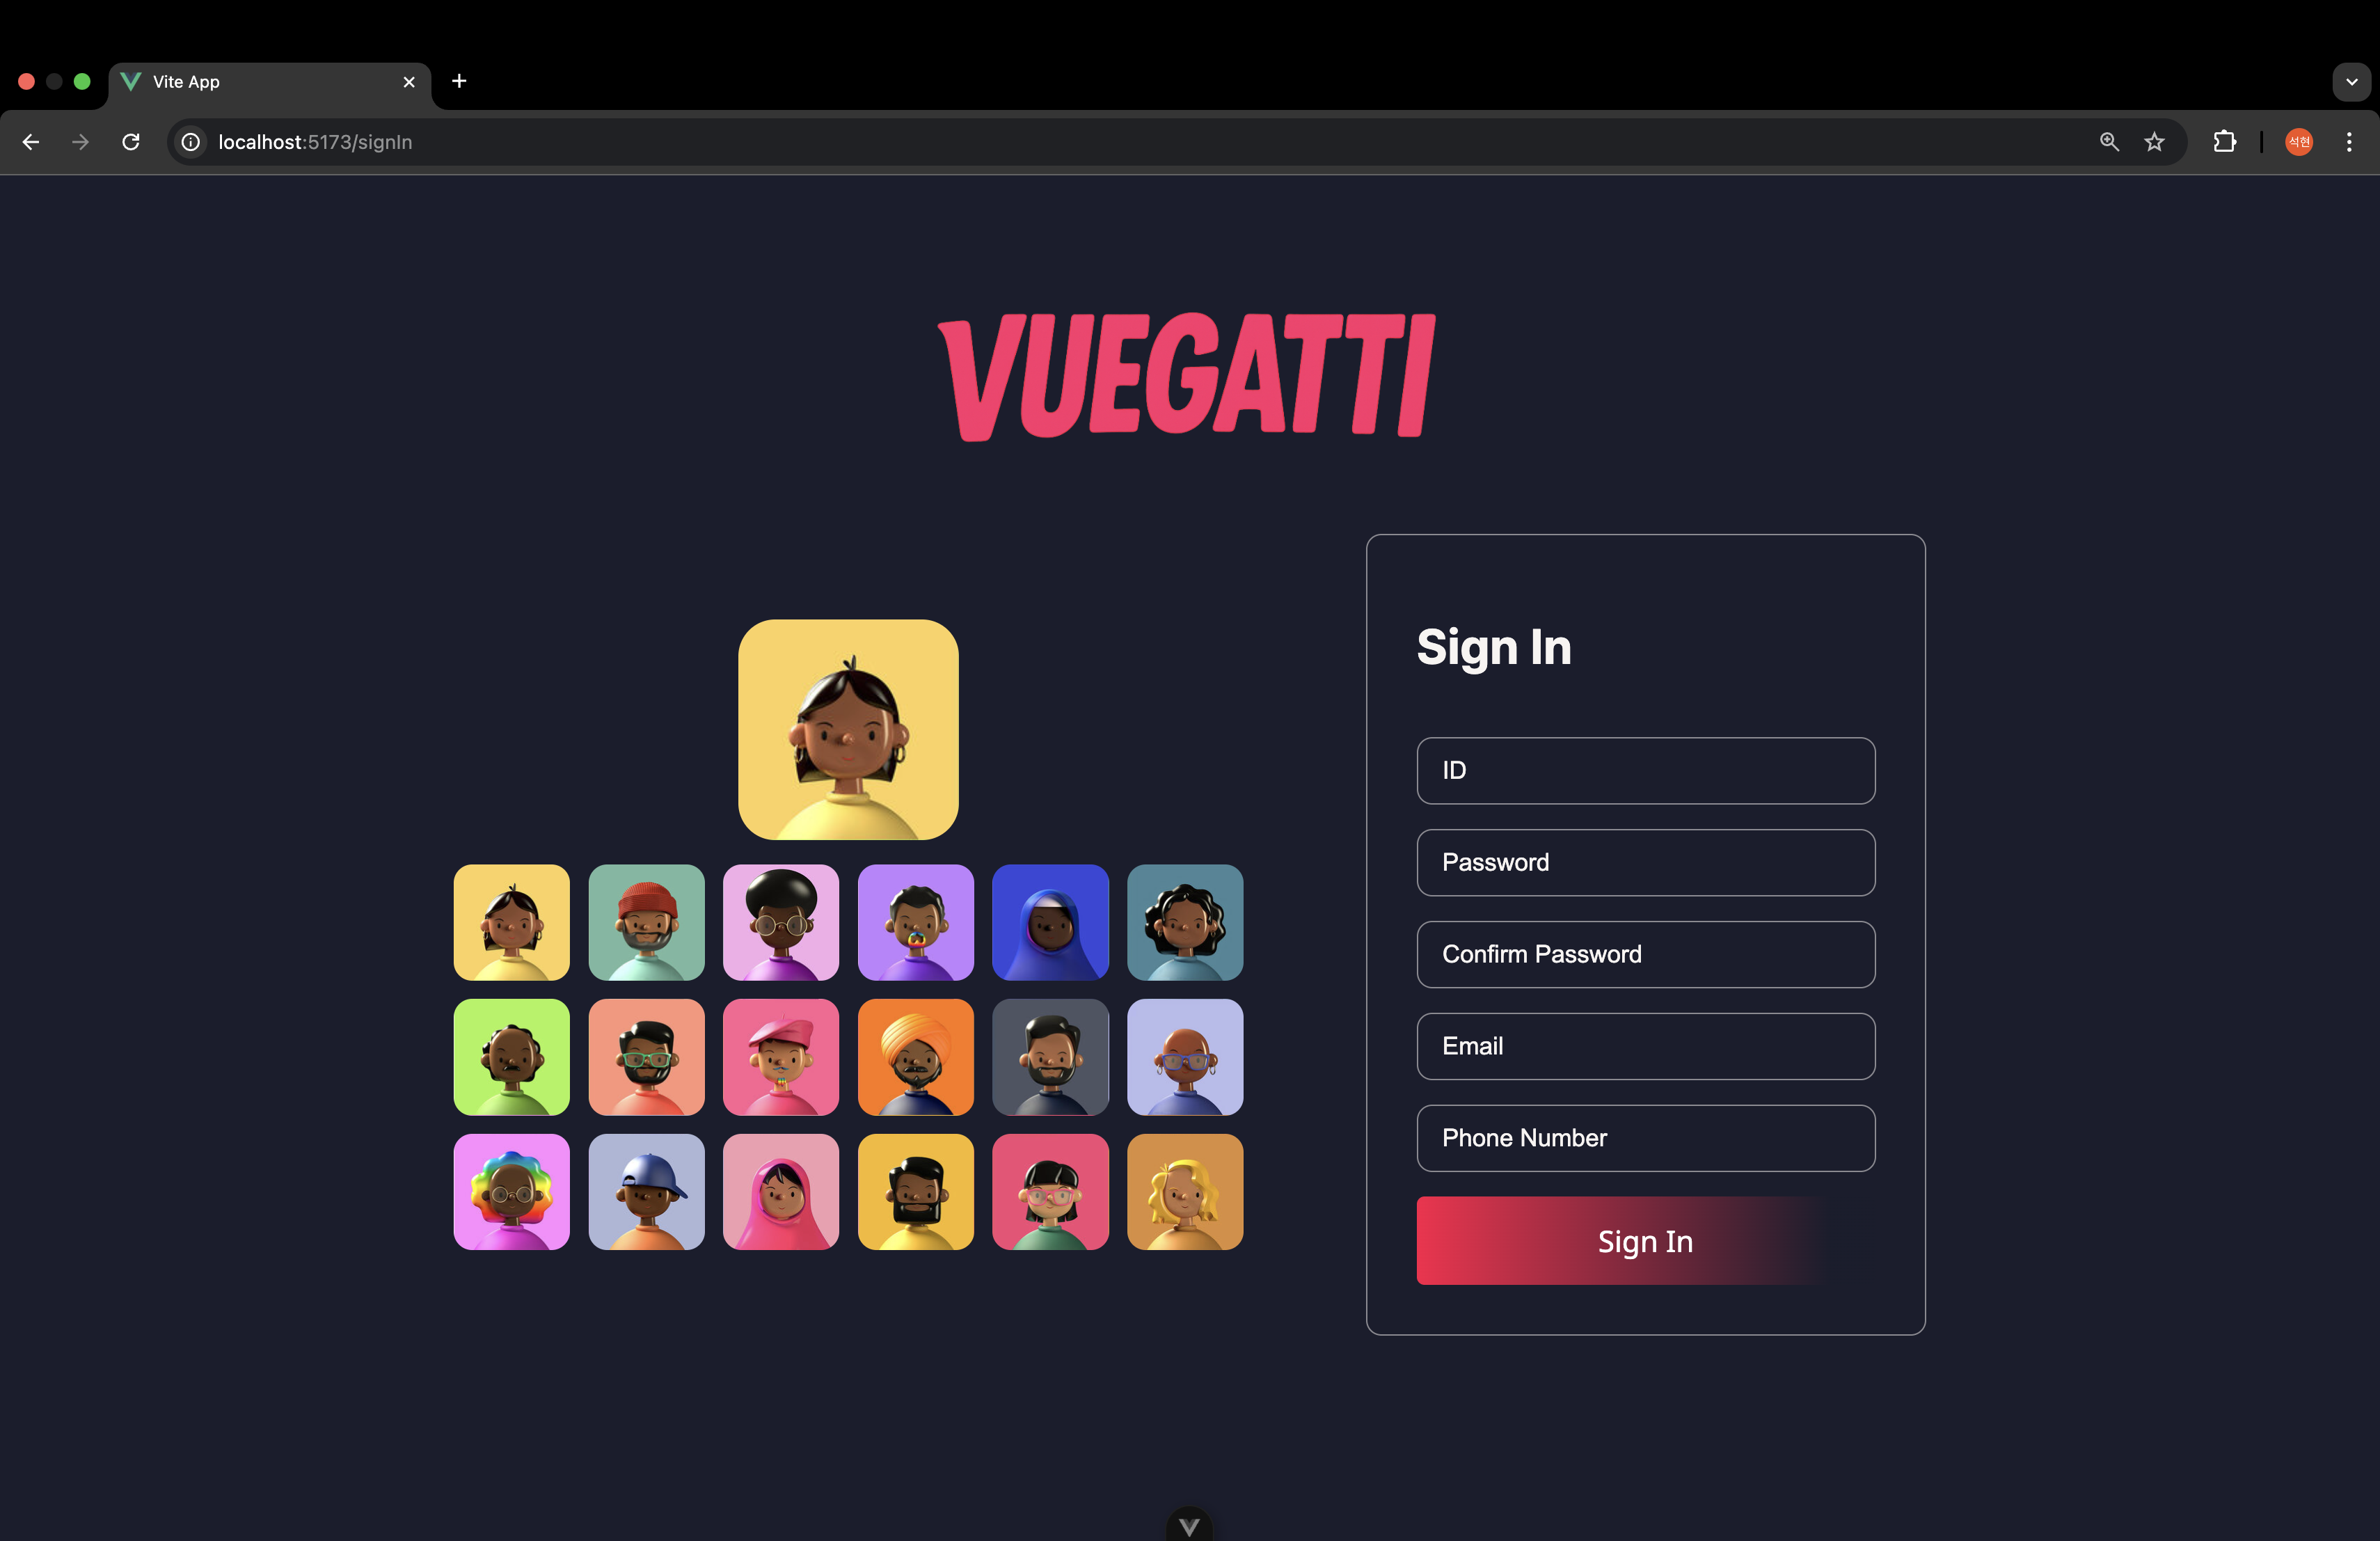 Vite App
localhost:5173/signIn
석현
VUEGATTI
Sign In
ID
Password
Confirm Password
Email
Phone Number
Sign In